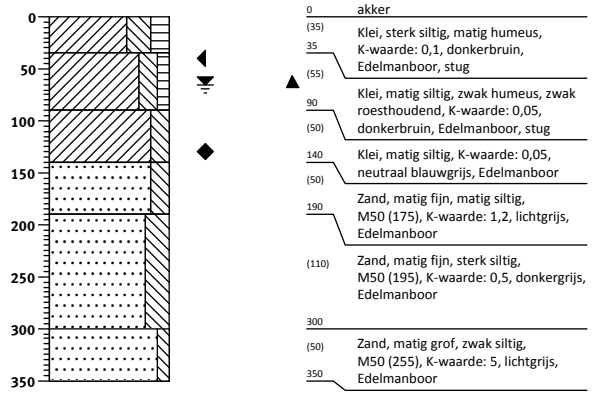 0
50
100
150
200
250
300
350
0 akker
(35) Klei, sterk siltig, matig humeus,
35 K-waarde: 0,1, donkerbruin,
Edelmanboor, stug
(55)
Klei, matig siltig, zwak humeus, zwak
90 roesthoudend, K-waarde: 0,05,
(50) donkerbruin, Edelmanboor, stug
140 Klei, matig siltig, K-waarde: 0,05,
neutraal blauwgrijs, Edelmanboor
(50)
Zand, matig fijn, matig siltig,
190 M50 (175), K-waarde: 1,2, lichtgrijs,
Edelmanboor
(110) Zand, matig fijn, sterk siltig,
M50 (195), K-waarde: 0,5, donkergrijs,
Edelmanboor
300
(50) Zand, matig grof, zwak siltig,
M50 (255), K-waarde: 5, lichtgrijs,
350 Edelmanboor